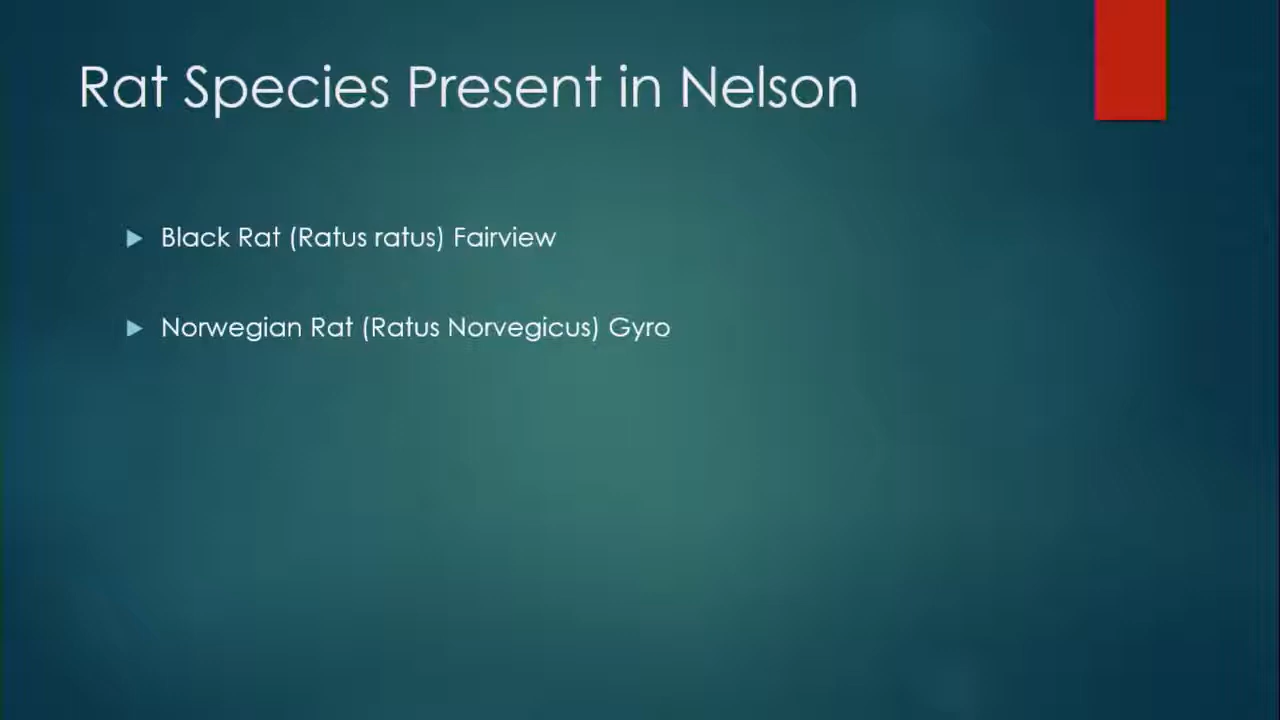 Rat Species Present in Nelson
Black Rat (Ratus ratus) Fairview
Norwegian Rat (Ratus Norvegicus) Gyro